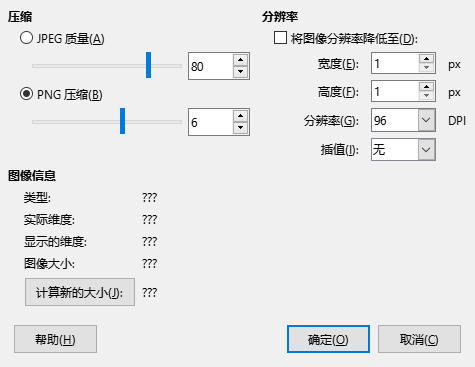 压缩
JPEG 质量(A)
80
PNG 压缩(B)
6
分辨率
将图像分辨率降低至(D):
宽度(E): 1 px
高度(F): 1 px
分辨率(G): 96 DPI
插值(I): 无
图像信息
类型: ???
实际维度: ???
显示的维度: ???
图像大小: ???
计算新的大小(J): ???
帮助(H) 确定(O) 取消(C)